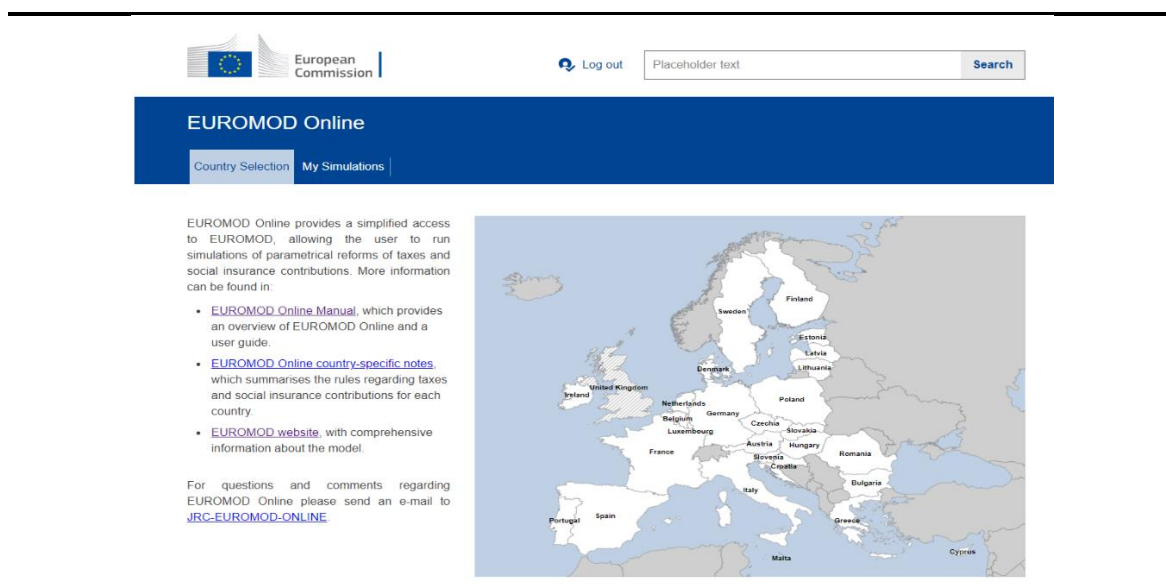 European
Commission
Log out
Placeholder text
Search
EUROMOD Online
Country Selection
My Simulations
EUROMOD Online provides a simplified access
to EUROMOD, allowing the user to run
simulations of parametrical reforms of taxes and
social insurance contributions. More information
can be found in:
• EUROMOD Online Manual, which provides
an overview of EUROMOD Online and a
user guide.
• EUROMOD Online country-specific notes,
which summarises the rules regarding taxes
and social insurance contributions for each
country.
• EUROMOD website, with comprehensive
information about the model.
For questions and comments regarding
EUROMOD Online please send an e-mail to
JRC-EUROMOD-ONLINE.
Finland
Sweden
Estonia
Latvia
Denmark
Lithuania
United Kingdom
Ireland
Netherlands
Poland
Belgium
Germany
Luxembourg
Czechia
Slovakia
Austria
Hungary
France
Slovenia
Romania
Croatia
Italy
Bulgaria
Portugal
Spain
Greece
Malta
Cyprus